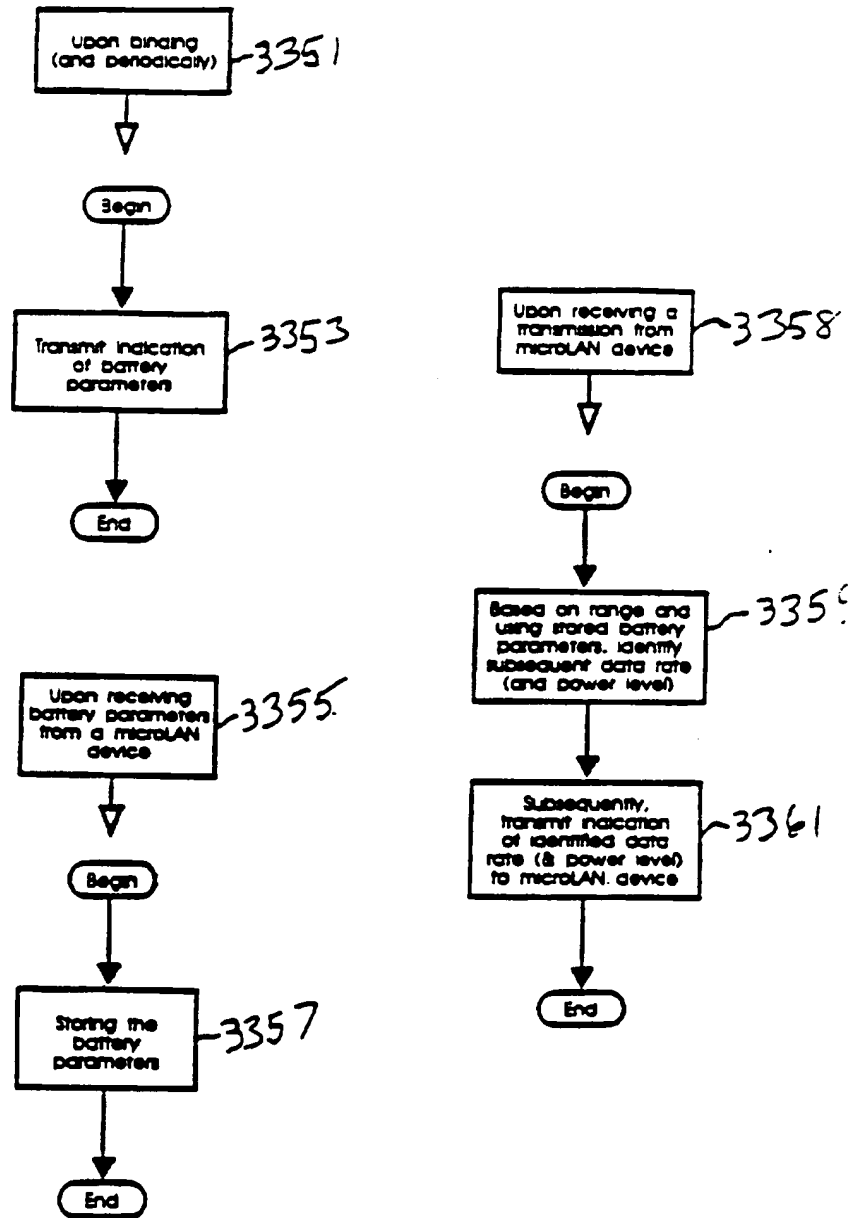 Upon binding
(and periodically)
3351
Begin
Transmit indication
of battery
parameters
3353
End
Upon receiving
battery parameters
from a microLAN
device
3355
Begin
Storing the
battery
parameters
3357
End
Upon receiving a
transmission from
microLAN device
3358
Begin
Based on range and
using stored battery
parameters, identify
subsequent data rate
(and power level)
3359
Subsequently,
transmit indication
of identified data
rate (& power level)
to microLAN device
3361
End